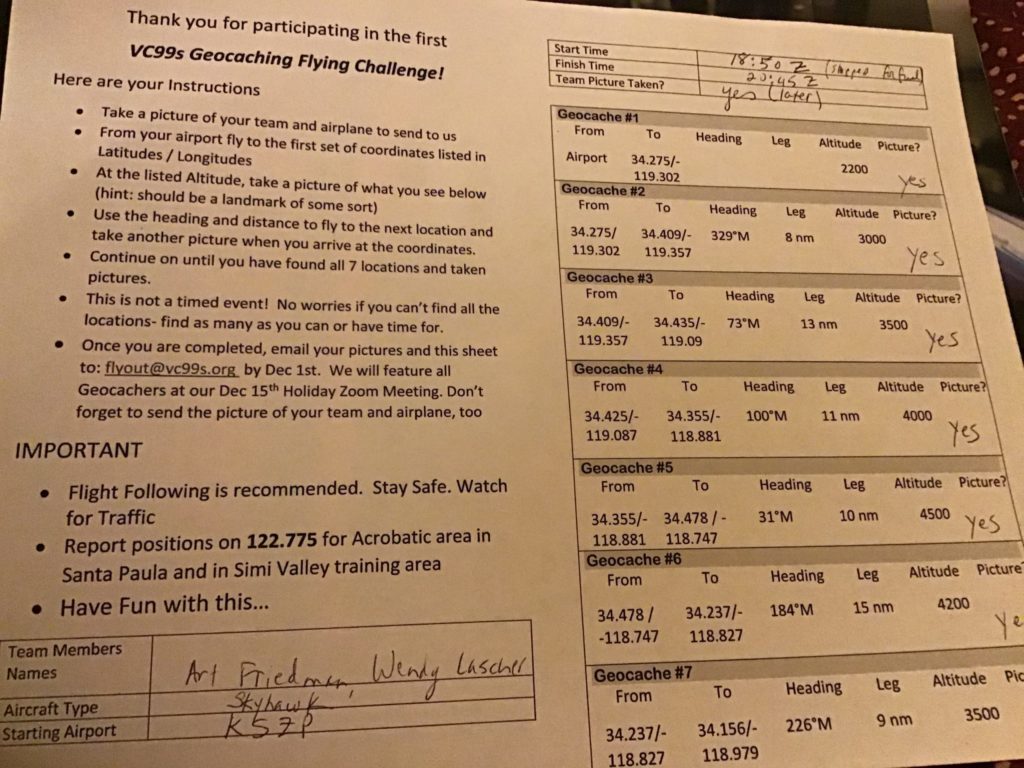 Thank you for participating in the first
VC99s Geocaching Flying Challenge!
Here are your Instructions
• Take a picture of your team and airplane to send to us
• From your airport fly to the first set of coordinates listed in
Latitudes / Longitudes
• At the listed Altitude, take a picture of what you see below
(hint: should be a landmark of some sort)
• Use the heading and distance to fly to the next location and
take another picture when you arrive at the coordinates.
• Continue on until you have found all 7 locations and taken
pictures.
• This is not a timed event! No worries if you can't find all the
locations- find as many as you can or have time for.
• Once you are completed, email your pictures and this sheet
to: flyout@vc99s.org by Dec 1st. We will feature all
Geocachers at our Dec 15th Holiday Zoom Meeting. Don't
forget to send the picture of your team and airplane, too
IMPORTANT
• Flight Following is recommended. Stay Safe. Watch
for Traffic
• Report positions on 122.775 for Acrobatic area in
Santa Paula and in Simi Valley training area
• Have Fun with this...
Team Members
Names
Art Friedman, Wendy Lascher
Aircraft Type Skyhawk
Starting Airport KSZP
Start Time 18:50 Z (stopped for fuel)
Finish Time 20:45 Z
Team Picture Taken? yes (later)
Geocache #1
From To Heading Leg Altitude Picture?
Airport 34.275/- 2200 yes
119.302
Geocache #2
From To Heading Leg Altitude Picture?
34.275/ 34.409/- 329°M 8 nm 3000 yes
119.302 119.357
Geocache #3
From To Heading Leg Altitude Picture?
34.409/- 34.435/- 73°M 13 nm 3500 yes
119.357 119.09
Geocache #4
From To Heading Leg Altitude Picture?
34.425/- 34.355/- 100°M 11 nm 4000 yes
119.087 118.881
Geocache #5
From To Heading Leg Altitude Picture?
34.355/- 34.478 / - 31°M 10 nm 4500 yes
118.881 118.747
Geocache #6
From To Heading Leg Altitude Picture
34.478 / 34.237/- 184°M 15 nm 4200 Ye
-118.747 118.827
Geocache #7
From To Heading Leg Altitude Pic
34.237/- 34.156/- 226°M 9 nm 3500
118.827 118.979